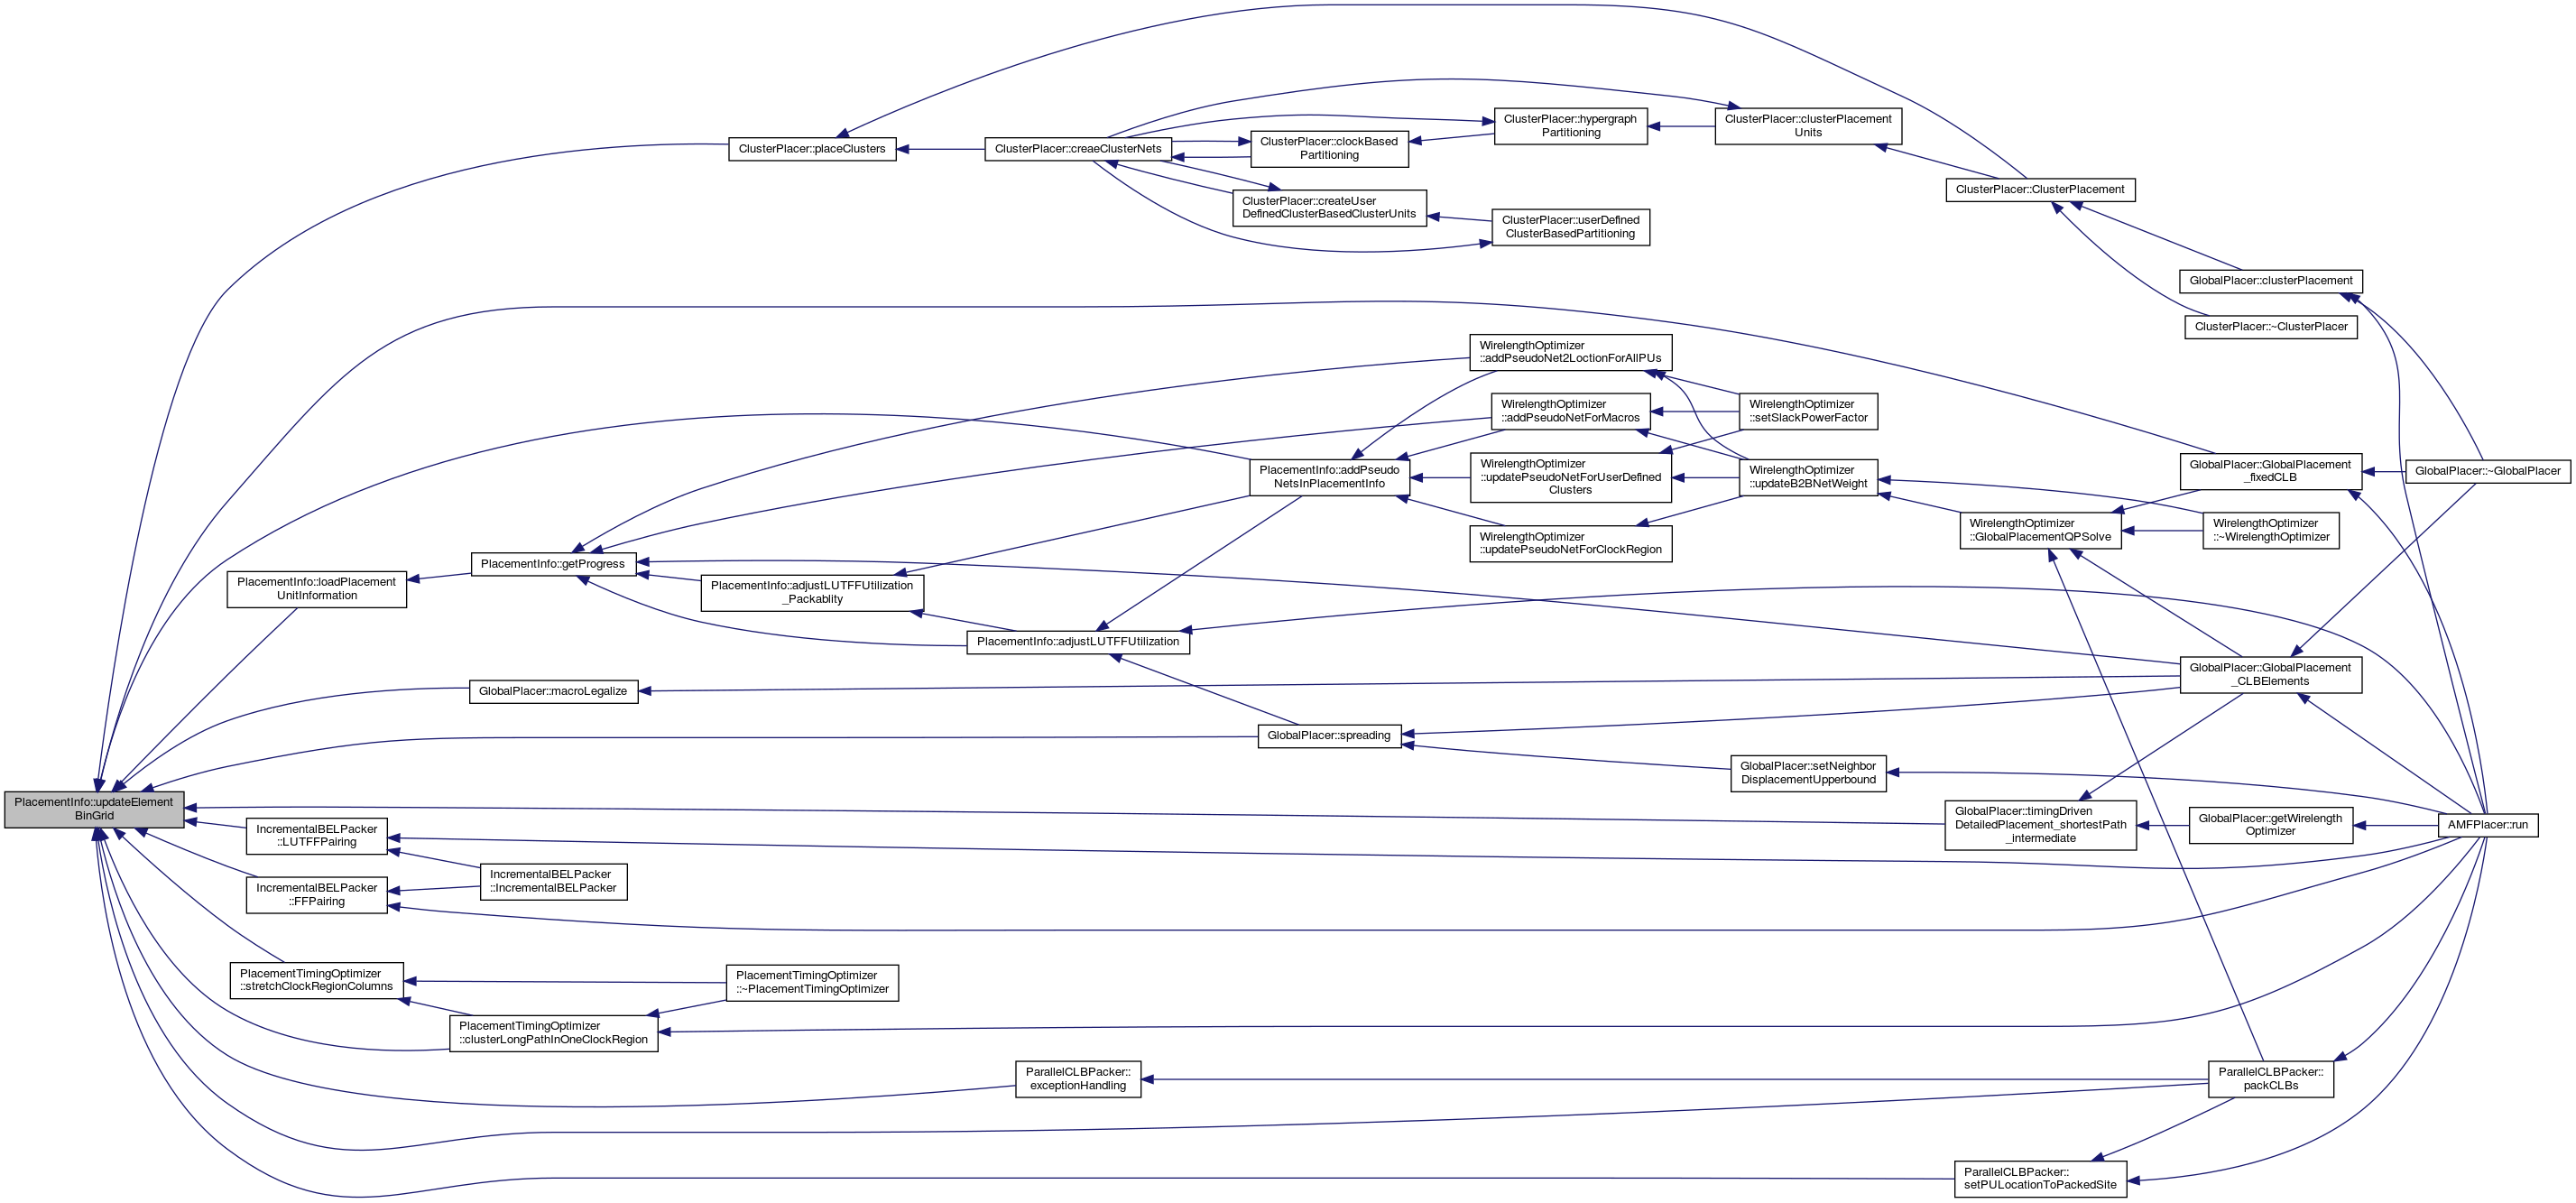 ClusterPlacer::placeClusters
ClusterPlacer::creaeClusterNets
ClusterPlacer::clockBased
Partitioning
ClusterPlacer::hypergraph
Partitioning
ClusterPlacer::clusterPlacement
Units
ClusterPlacer::createUser
DefinedClusterBasedClusterUnits
ClusterPlacer::userDefined
ClusterBasedPartitioning
ClusterPlacer::ClusterPlacement
GlobalPlacer::clusterPlacement
ClusterPlacer::~ClusterPlacer
WirelengthOptimizer
::addPseudoNet2LoctionForAllPUs
WirelengthOptimizer
::addPseudoNetForMacros
WirelengthOptimizer
::setSlackPowerFactor
PlacementInfo::addPseudo
NetsInPlacementInfo
WirelengthOptimizer
::updatePseudoNetForUserDefined
Clusters
WirelengthOptimizer
::updateB2BNetWeight
GlobalPlacer::GlobalPlacement
_fixedCLB
GlobalPlacer::~GlobalPlacer
WirelengthOptimizer
::updatePseudoNetForClockRegion
WirelengthOptimizer
::GlobalPlacementQPSolve
WirelengthOptimizer
::~WirelengthOptimizer
PlacementInfo::loadPlacement
UnitInformation
PlacementInfo::getProgress
PlacementInfo::adjustLUTFFUtilization
_Packablity
PlacementInfo::adjustLUTFFUtilization
GlobalPlacer::GlobalPlacement
_CLBElements
GlobalPlacer::macroLegalize
GlobalPlacer::spreading
GlobalPlacer::setNeighbor
DisplacementUpperbound
PlacementInfo::updateElement
BinGrid
IncrementalBELPacker
::LUTFFPairing
GlobalPlacer::timingDriven
DetailedPlacement_shortestPath
_intermediate
GlobalPlacer::getWirelength
Optimizer
AMFPlacer::run
IncrementalBELPacker
::FFPairing
IncrementalBELPacker
::IncrementalBELPacker
PlacementTimingOptimizer
::stretchClockRegionColumns
PlacementTimingOptimizer
::~PlacementTimingOptimizer
PlacementTimingOptimizer
::clusterLongPathInOneClockRegion
ParallelCLBPacker::
exceptionHandling
ParallelCLBPacker::
packCLBs
ParallelCLBPacker::
setPULocationToPackedSite